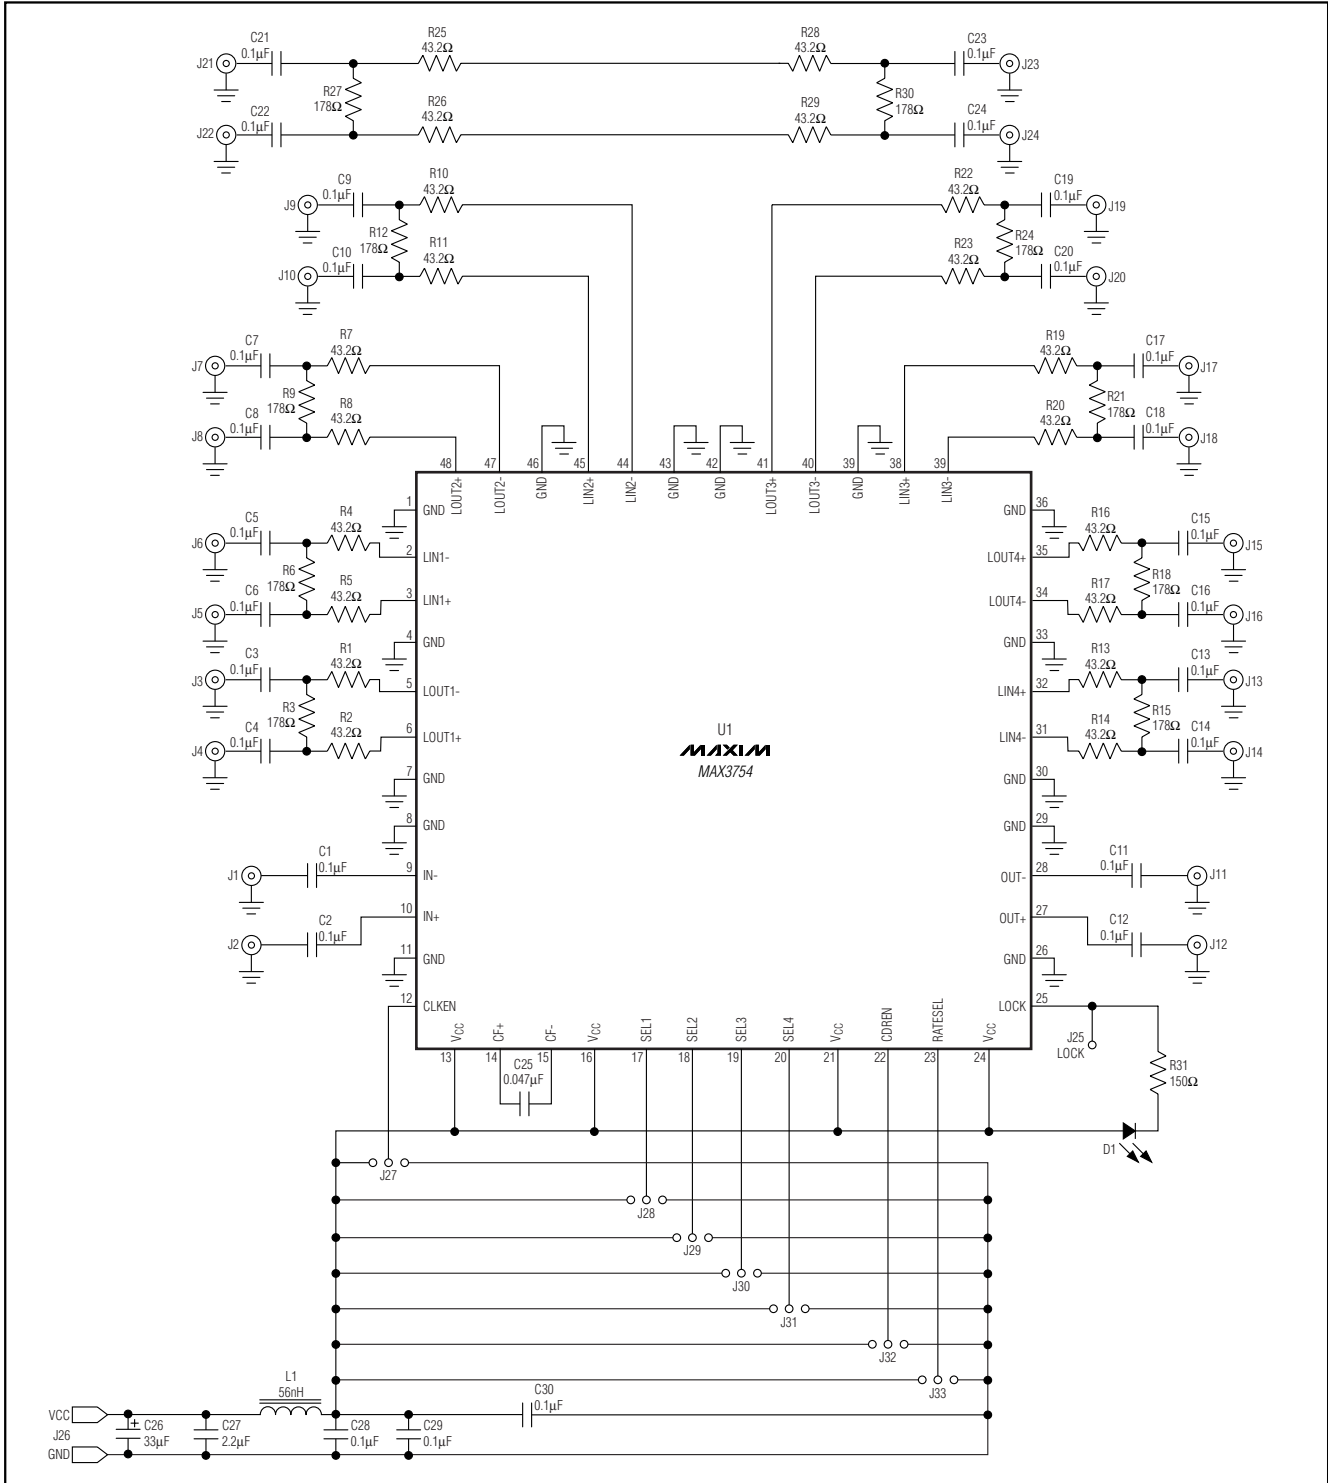 C21
0.1µF
J21
R25
43.2Ω
R28
43.2Ω
C23
0.1µF
J23
R27
178Ω
R30
178Ω
C22
0.1µF
J22
R26
43.2Ω
R29
43.2Ω
C24
0.1µF
J24
C9
0.1µF
J9
R10
43.2Ω
R22
43.2Ω
C19
0.1µF
J19
R12
178Ω
R24
178Ω
C10
0.1µF
J10
R11
43.2Ω
R23
43.2Ω
C20
0.1µF
J20
C7
0.1µF
J7
R7
43.2Ω
R19
43.2Ω
C17
0.1µF
J17
R9
178Ω
R21
178Ω
C8
0.1µF
J8
R8
43.2Ω
R20
43.2Ω
C18
0.1µF
J18
48 47 46 45 44 43 42 41 40 39 38 39
LOUT2+ LOUT2- GND LIN2+ LIN2- GND GND LOUT3+ LOUT3- GND LIN3+ LIN3-
1 GND
GND 36
C5
0.1µF
J6
R4
43.2Ω
2 LIN1-
LOUT4+ 35
R16
43.2Ω
C15
0.1µF
J15
R6
178Ω
R18
178Ω
C6
0.1µF
J5
R5
43.2Ω
3 LIN1+
LOUT4- 34
R17
43.2Ω
C16
0.1µF
J16
4 GND
GND 33
C3
0.1µF
J3
R1
43.2Ω
5 LOUT1-
LIN4+ 32
R13
43.2Ω
C13
0.1µF
J13
R3
178Ω
R15
178Ω
C4
0.1µF
J4
R2
43.2Ω
6 LOUT1+
LIN4- 31
R14
43.2Ω
C14
0.1µF
J14
U1
MAXIM
MAX3754
7 GND
GND 30
8 GND
GND 29
C1
0.1µF
J1
9 IN-
OUT- 28
C11
0.1µF
J11
C2
0.1µF
J2
10 IN+
OUT+ 27
C12
0.1µF
J12
11 GND
GND 26
12 CLKEN
LOCK 25
VCC CF+ CF- VCC SEL1 SEL2 SEL3 SEL4 VCC CDREN RATESEL VCC
13 14 15 16 17 18 19 20 21 22 23 24
C25
0.047µF
J25
LOCK
R31
150Ω
D1
J27
J28
J29
J30
J31
J32
J33
L1
56nH
C30
0.1µF
VCC
J26
GND
C26
33µF
+
C27
2.2µF
C28
0.1µF
C29
0.1µF